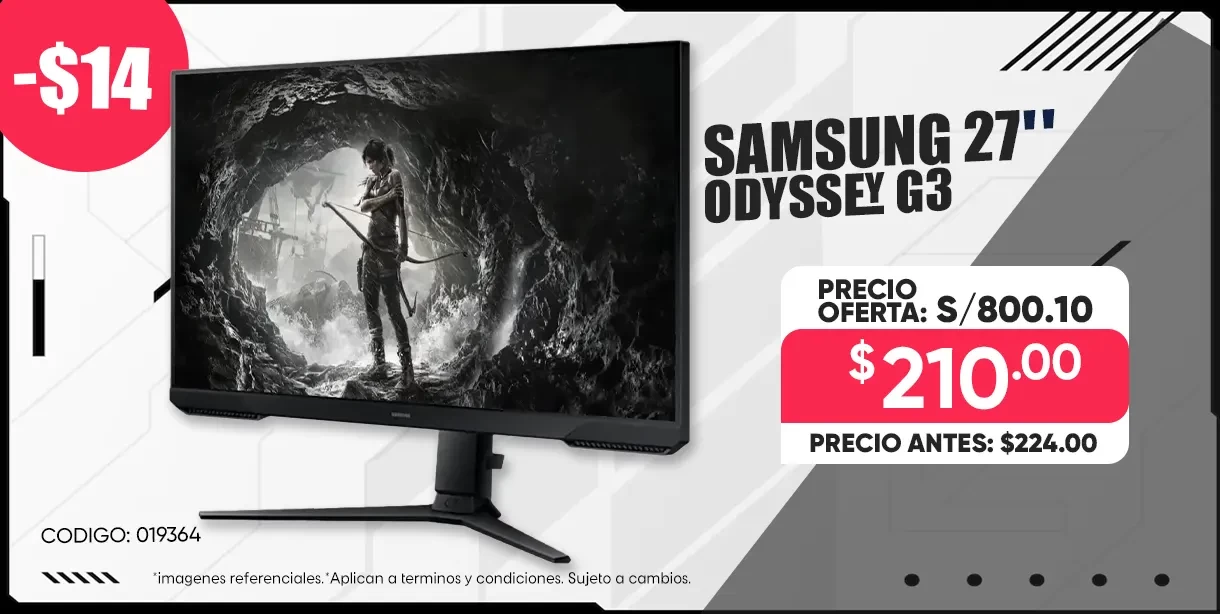 -$14
SAMSUNG 27''
ODYSSEY G3
PRECIO
OFERTA: S/800.10
$210.00
PRECIO ANTES: $224.00
SAMSUNG
CODIGO: 019364
*imagenes referenciales.*Aplican a terminos y condiciones. Sujeto a cambios.